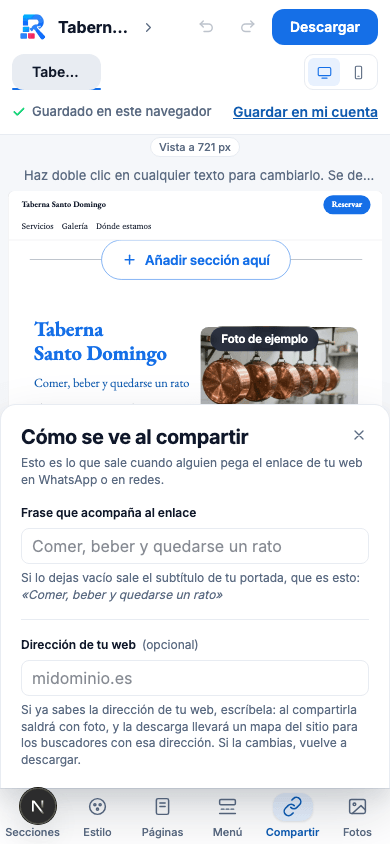 Tabern...
Descargar
Tabe...
Guardado en este navegador
Guardar en mi cuenta
Vista a 721 px
Haz doble clic en cualquier texto para cambiarlo. Se de...
Taberna Santo Domingo
Reservar
Servicios Galería Dónde estamos
Añadir sección aquí
Taberna
Santo Domingo
Foto de ejemplo
Comer, beber y quedarse un rato
Cómo se ve al compartir
Esto es lo que sale cuando alguien pega el enlace de tu web
en WhatsApp o en redes.
Frase que acompaña al enlace
Comer, beber y quedarse un rato
Si lo dejas vacío sale el subtítulo de tu portada, que es esto:
«Comer, beber y quedarse un rato»
Dirección de tu web (opcional)
midominio.es
Si ya sabes la dirección de tu web, escríbela: al compartirla
saldrá con foto, y la descarga llevará un mapa del sitio para
los buscadores con esa dirección. Si la cambias, vuelve a
descargar.
N
Secciones Estilo Páginas Menú Compartir Fotos